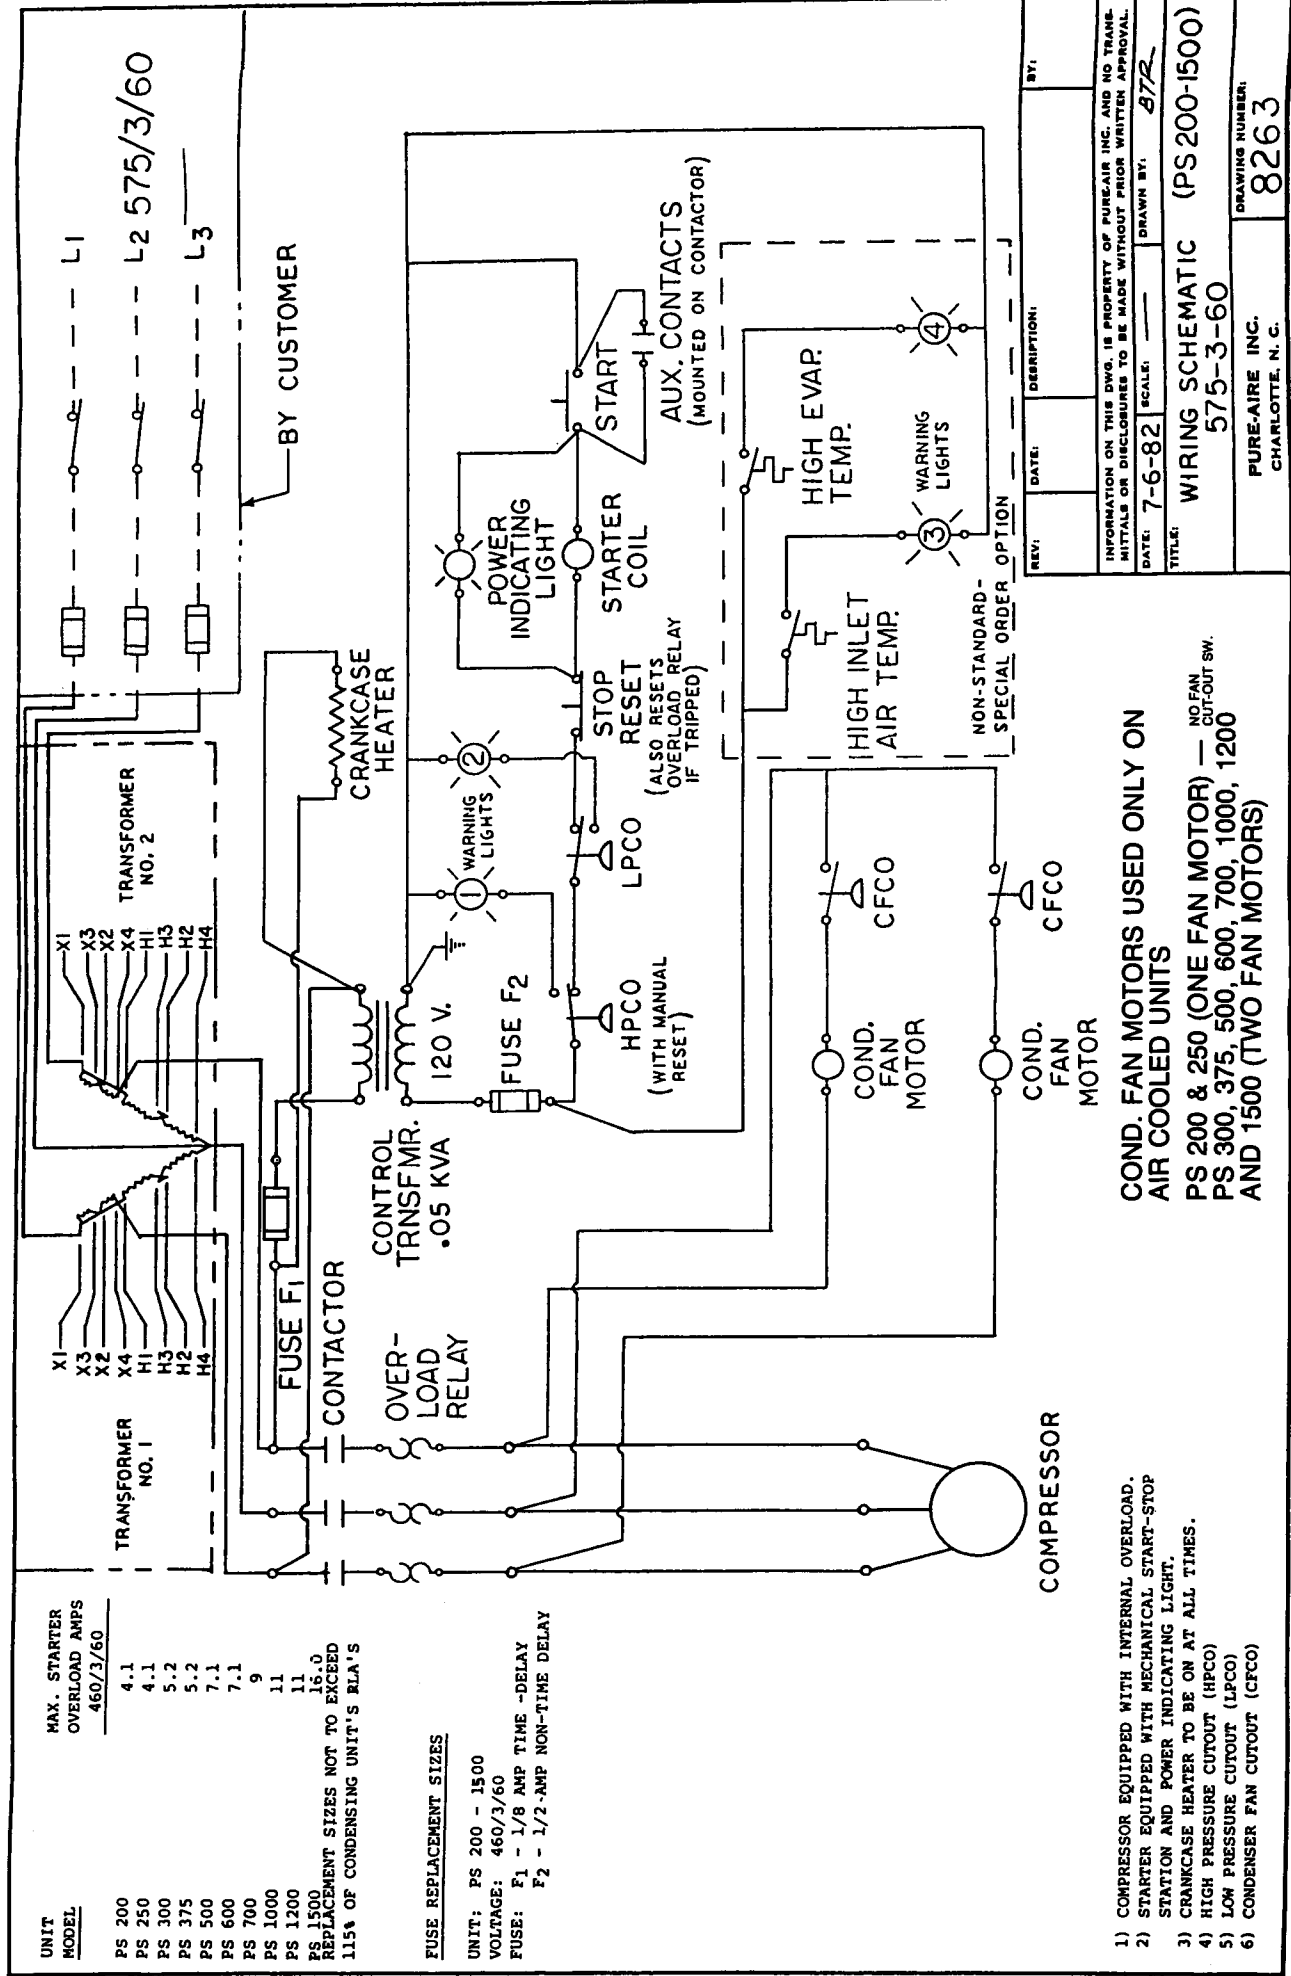 L1
L2 575/3/60
L3
BY CUSTOMER
TRANSFORMER
NO. 1
X1
X3
X2
X4
H1
H3
H2
H4
TRANSFORMER
NO. 2
X1
X3
X2
X4
H1
H3
H2
H4
UNIT
MODEL
MAX. STARTER
OVERLOAD AMPS
460/3/60
PS 200 4.1
PS 250 4.1
PS 300 5.2
PS 375 5.2
PS 500 7.1
PS 600 7.1
PS 700 9
PS 1000 11
PS 1200 11
PS 1500 16.0
REPLACEMENT SIZES NOT TO EXCEED
115% OF CONDENSING UNIT'S RLA'S
FUSE REPLACEMENT SIZES
UNIT: PS 200 - 1500
VOLTAGE: 460/3/60
FUSE: F1 - 1/8 AMP TIME -DELAY
F2 - 1/2-AMP NON-TIME DELAY
FUSE F1
CONTACTOR
OVER-
LOAD
RELAY
CONTROL
TRNSFMR.
.05 KVA
120 V.
FUSE F2
CRANKCASE
HEATER
1
WARNING
LIGHTS
2
HPCO
(WITH MANUAL
RESET)
LPCO
STOP
RESET
(ALSO RESETS
OVERLOAD RELAY
IF TRIPPED)
POWER
INDICATING
LIGHT
STARTER
COIL
START
AUX. CONTACTS
(MOUNTED ON CONTACTOR)
HIGH INLET
AIR TEMP.
HIGH EVAP.
TEMP.
3
WARNING
LIGHTS
4
NON-STANDARD-
SPECIAL ORDER OPTION
COND.
FAN
MOTOR
CFCO
COND.
FAN
MOTOR
CFCO
COMPRESSOR
1) COMPRESSOR EQUIPPED WITH INTERNAL OVERLOAD.
2) STARTER EQUIPPED WITH MECHANICAL START-STOP
STATION AND POWER INDICATING LIGHT.
3) CRANKCASE HEATER TO BE ON AT ALL TIMES.
4) HIGH PRESSURE CUTOUT (HPCO)
5) LOW PRESSURE CUTOUT (LPCO)
6) CONDENSER FAN CUTOUT (CFCO)
COND. FAN MOTORS USED ONLY ON
AIR COOLED UNITS
PS 200 & 250 (ONE FAN MOTOR) — NO FAN
CUT-OUT SW.
PS 300, 375, 500, 600, 700, 1000, 1200
AND 1500 (TWO FAN MOTORS)
REV: DATE: DESRIPTION: BY:
INFORMATION ON THIS DWG. IS PROPERTY OF PURE-AIR INC. AND NO TRANS-
MITTALS OR DISCLOSURES TO BE MADE WITHOUT PRIOR WRITTEN APPROVAL.
DATE: 7-6-82 SCALE: — DRAWN BY: BTR
TITLE:
WIRING SCHEMATIC (PS 200-1500)
575-3-60
PURE-AIRE INC.
CHARLOTTE, N. C.
DRAWING NUMBER:
8263